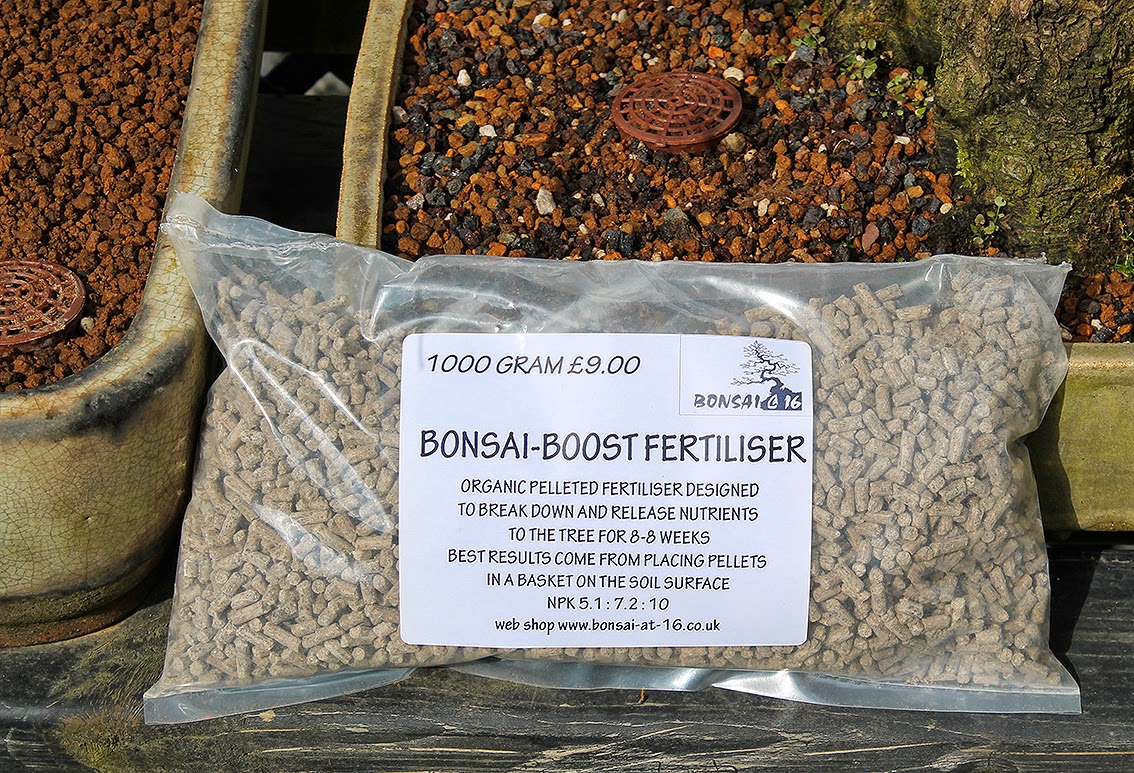 1000 GRAM £9.00
BONSAI @ 16
BONSAI-BOOST FERTILISER
ORGANIC PELLETED FERTILISER DESIGNED
TO BREAK DOWN AND RELEASE NUTRIENTS
TO THE TREE FOR 8-8 WEEKS
BEST RESULTS COME FROM PLACING PELLETS
IN A BASKET ON THE SOIL SURFACE
NPK 5.1 : 7.2 : 10
web shop www.bonsai-at-16.co.uk